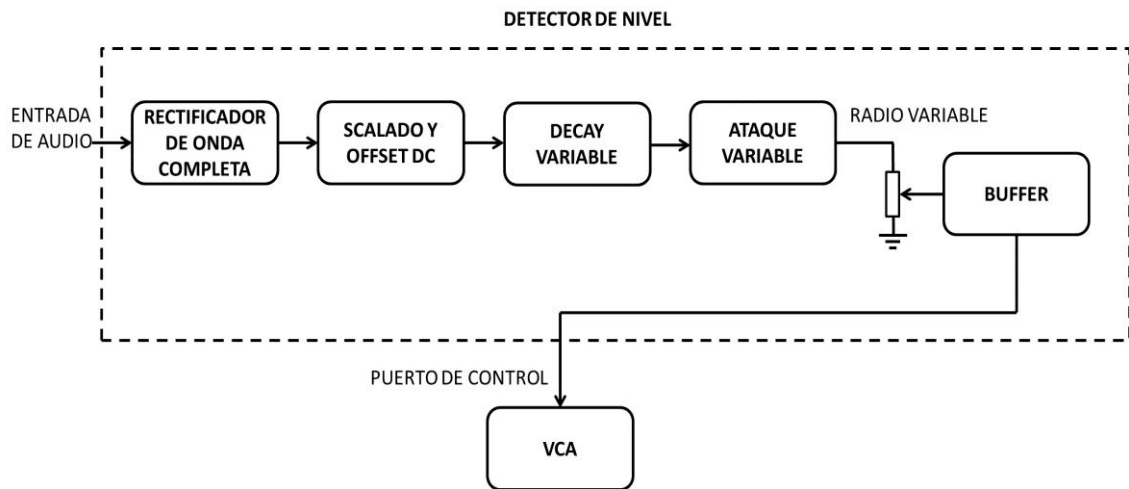 DETECTOR DE NIVEL
ENTRADA
DE AUDIO
RECTIFICADOR
DE ONDA
COMPLETA
SCALADO Y
OFFSET DC
DECAY
VARIABLE
ATAQUE
VARIABLE
RADIO VARIABLE
BUFFER
PUERTO DE CONTROL
VCA